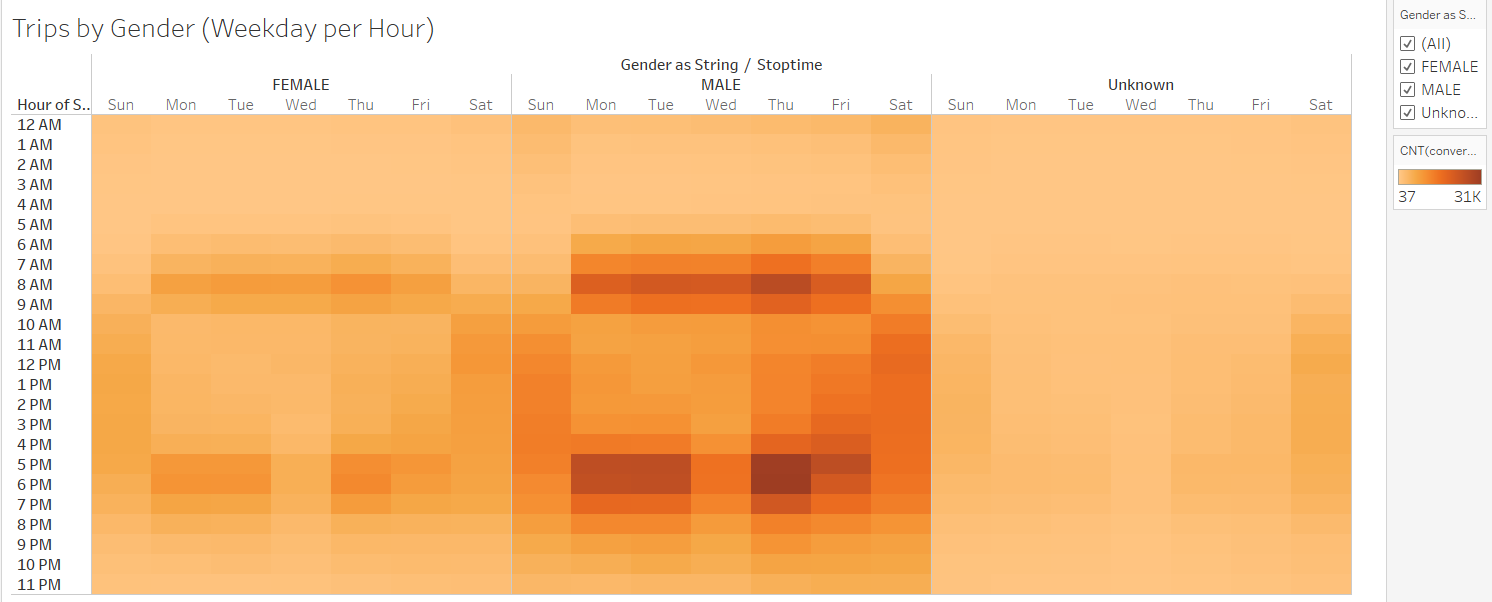 Trips by Gender (Weekday per Hour)
Gender as String / Stoptime
FEMALE MALE Unknown
Hour of S.. Sun Mon Tue Wed Thu Fri Sat Sun Mon Tue Wed Thu Fri Sat Sun Mon Tue Wed Thu Fri Sat
12 AM
1 AM
2 AM
3 AM
4 AM
5 AM
6 AM
7 AM
8 AM
9 AM
10 AM
11 AM
12 PM
1 PM
2 PM
3 PM
4 PM
5 PM
6 PM
7 PM
8 PM
9 PM
10 PM
11 PM
Gender as S...
(All)
FEMALE
MALE
Unkno...
CNT(conver...
37 31K